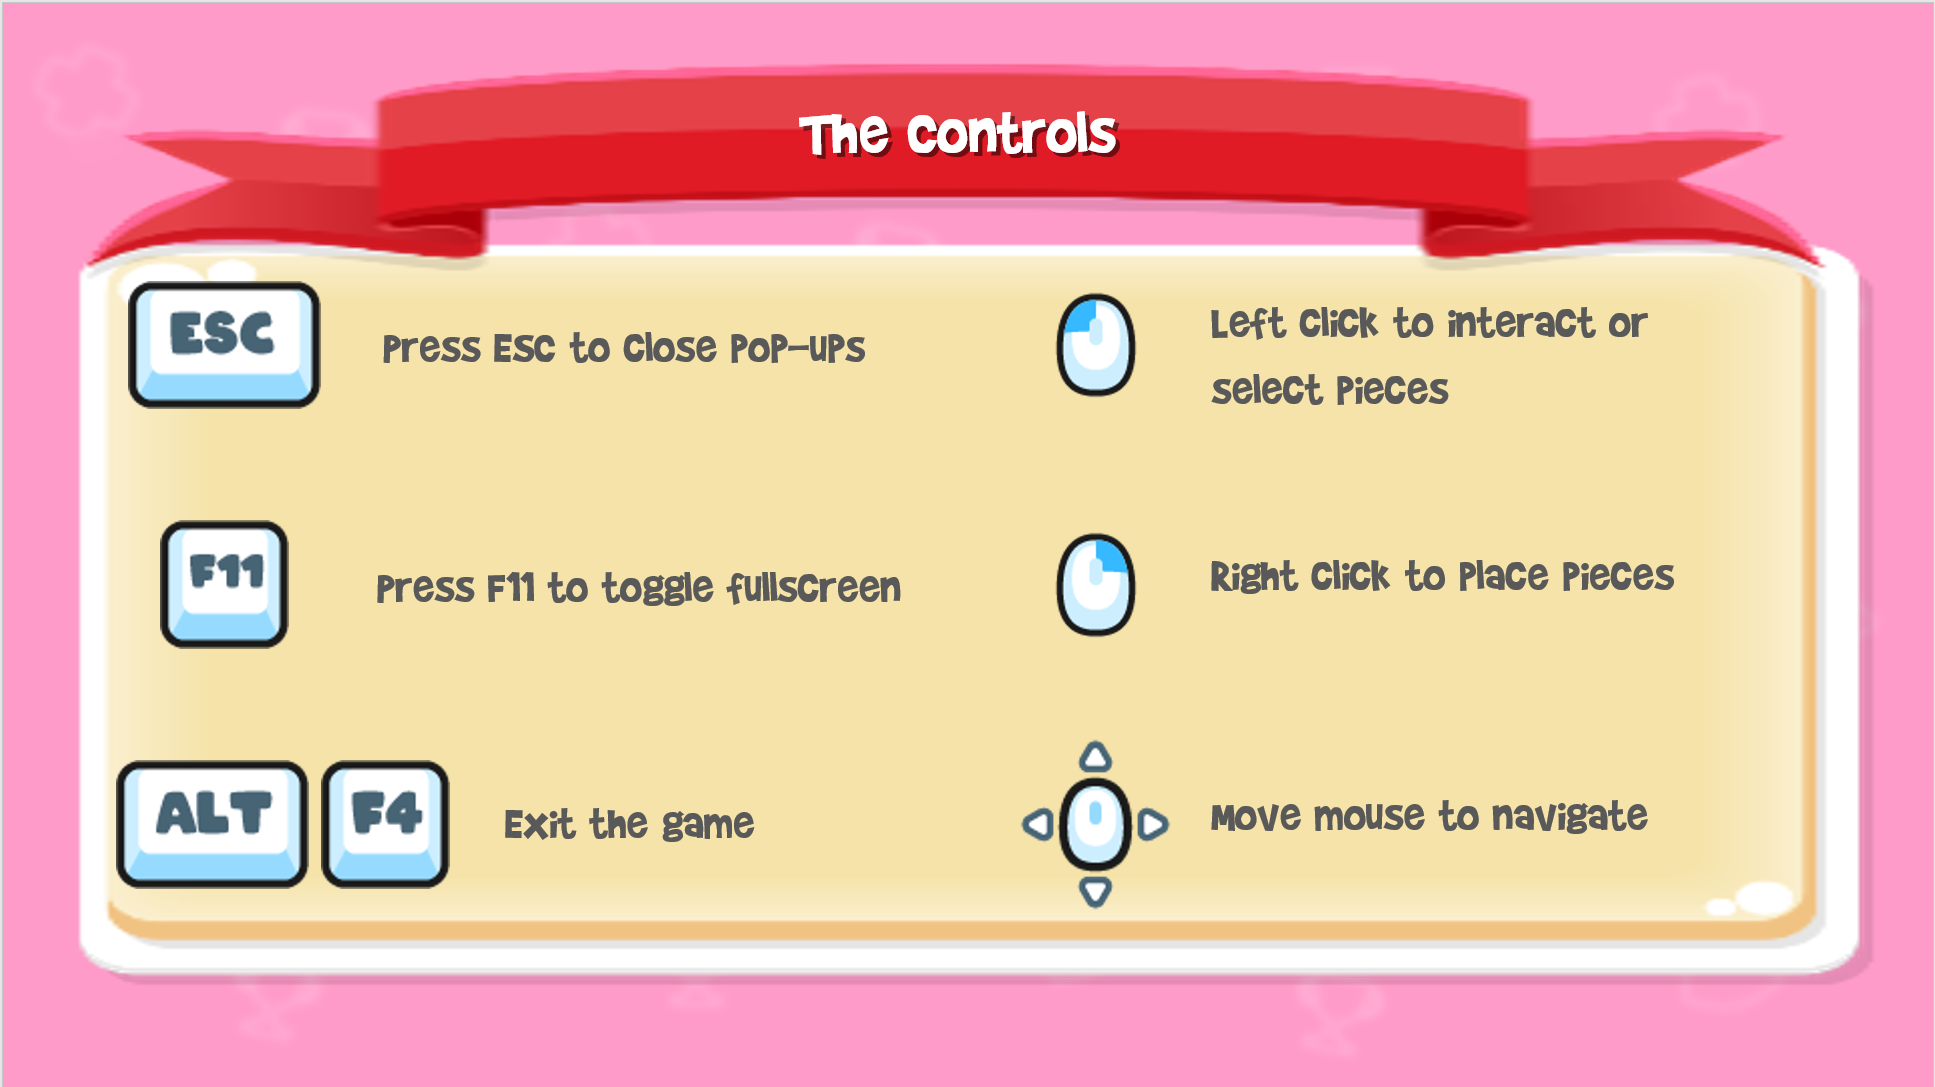 The Controls
ESC
Press ESC to Close Pop-ups
Left Click to interact or
select Pieces
F11
Press F11 to toggle fullscreen
Right Click to Place Pieces
ALT F4
Exit the game
Move mouse to navigate